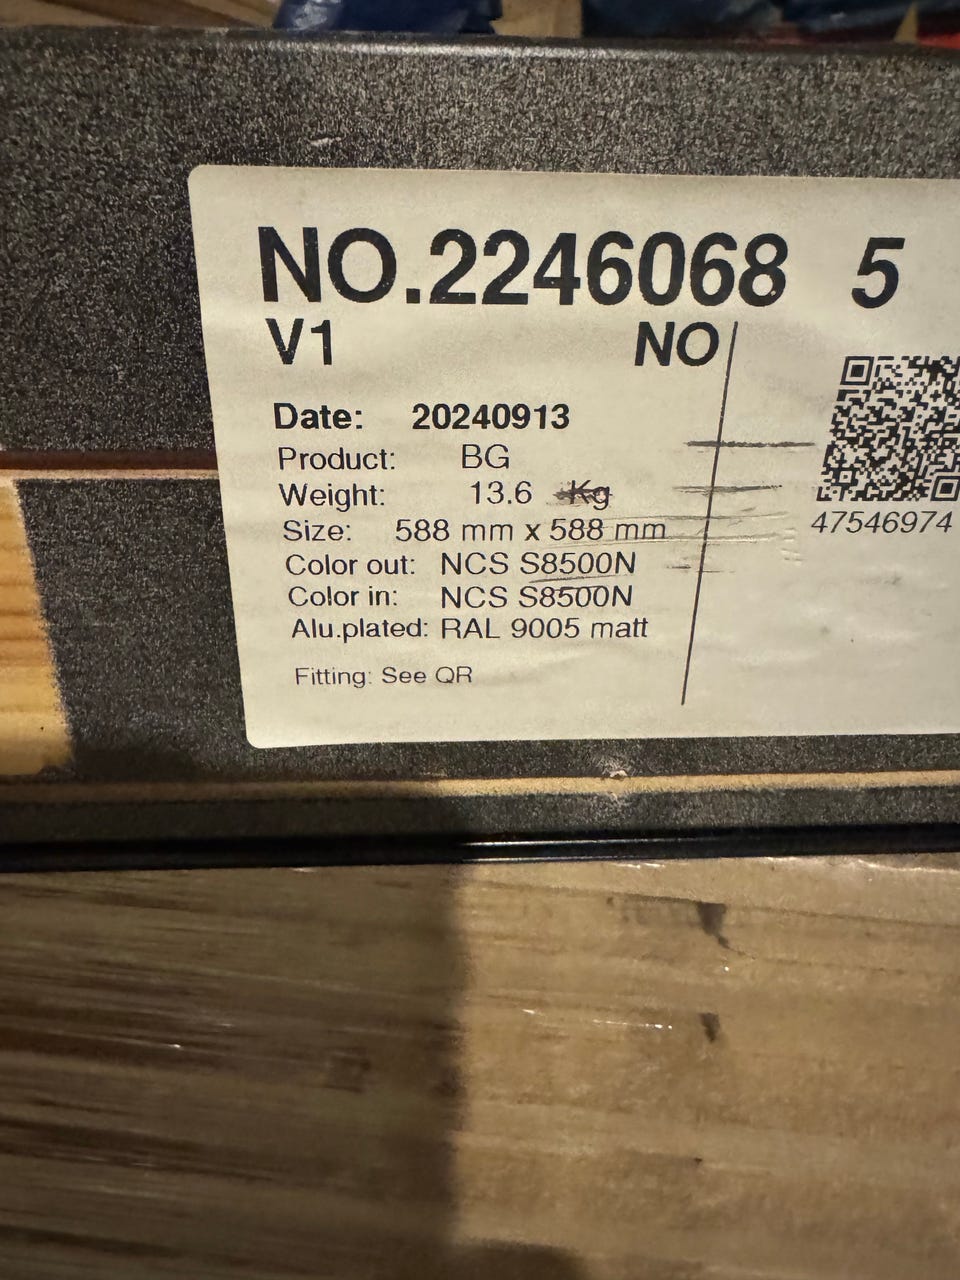 NO.2246068 5
V1 NO
Date: 20240913
Product: BG
Weight: 13.6 Kg
Size: 588 mm x 588 mm
Color out: NCS S8500N
Color in: NCS S8500N
Alu.plated: RAL 9005 matt
Fitting: See QR
47546974